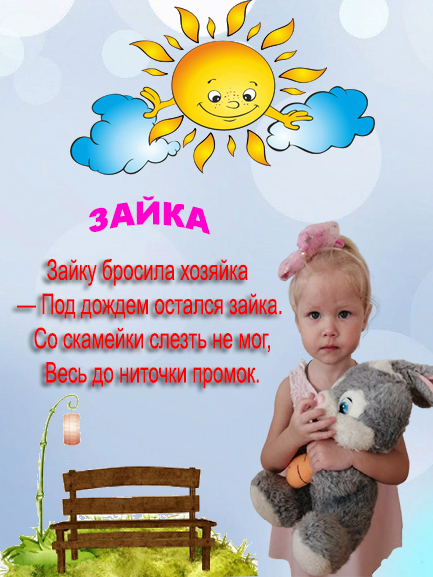 ЗАЙКА
Зайку бросила хозяйка
— Под дождем остался зайка.
Со скамейки слезть не мог,
Весь до ниточки промок.